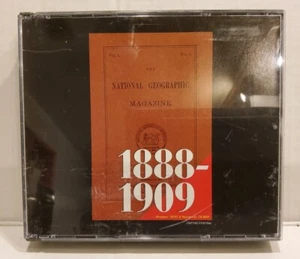 THE
NATIONAL GEOGRAPHIC
MAGAZINE.
1888-
1909